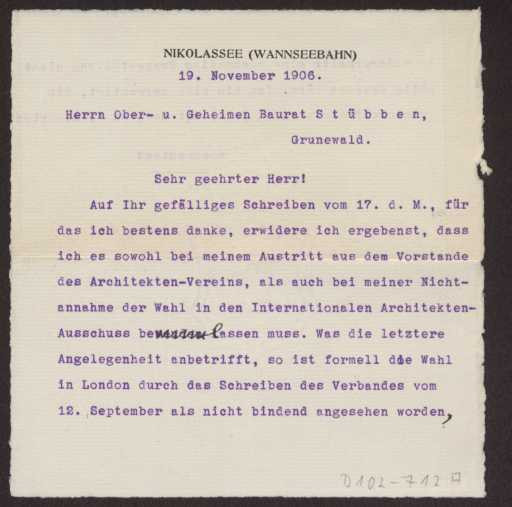 NIKOLASSEE (WANNSEEBAHN)
19. November 1906.
Herrn Ober- u. Geheimen Baurat S t ü b b e n,
Grunewald.
Sehr geehrter Herr!
Auf Ihr gefälliges Schreiben vom 17. d. M., für
das ich bestens danke, erwidere ich ergebenst, dass
ich es sowohl bei meinem Austritt aus dem Vorstande
des Architekten-Vereins, als auch bei meiner Nicht-
annahme der Wahl in den Internationalen Architekten-
Ausschuss be lassen muss. Was die letztere
Angelegenheit anbetrifft, so ist formell die Wahl
in London durch das Schreiben des Verbandes vom
12. September als nicht bindend angesehen worden,
D102-712